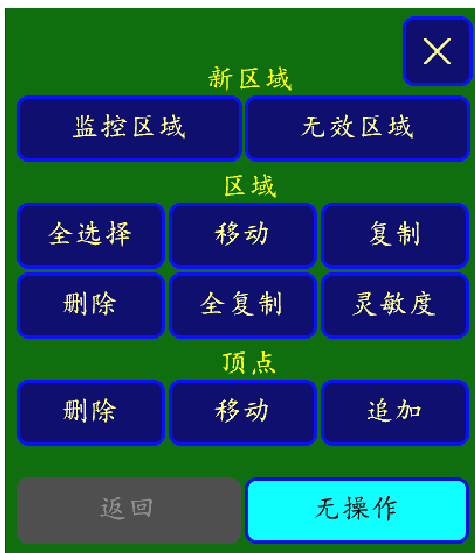 新区域
监控区域 无效区域
区域
全选择 移动 复制
删除 全复制 灵敏度
顶点
删除 移动 追加
返回 无操作